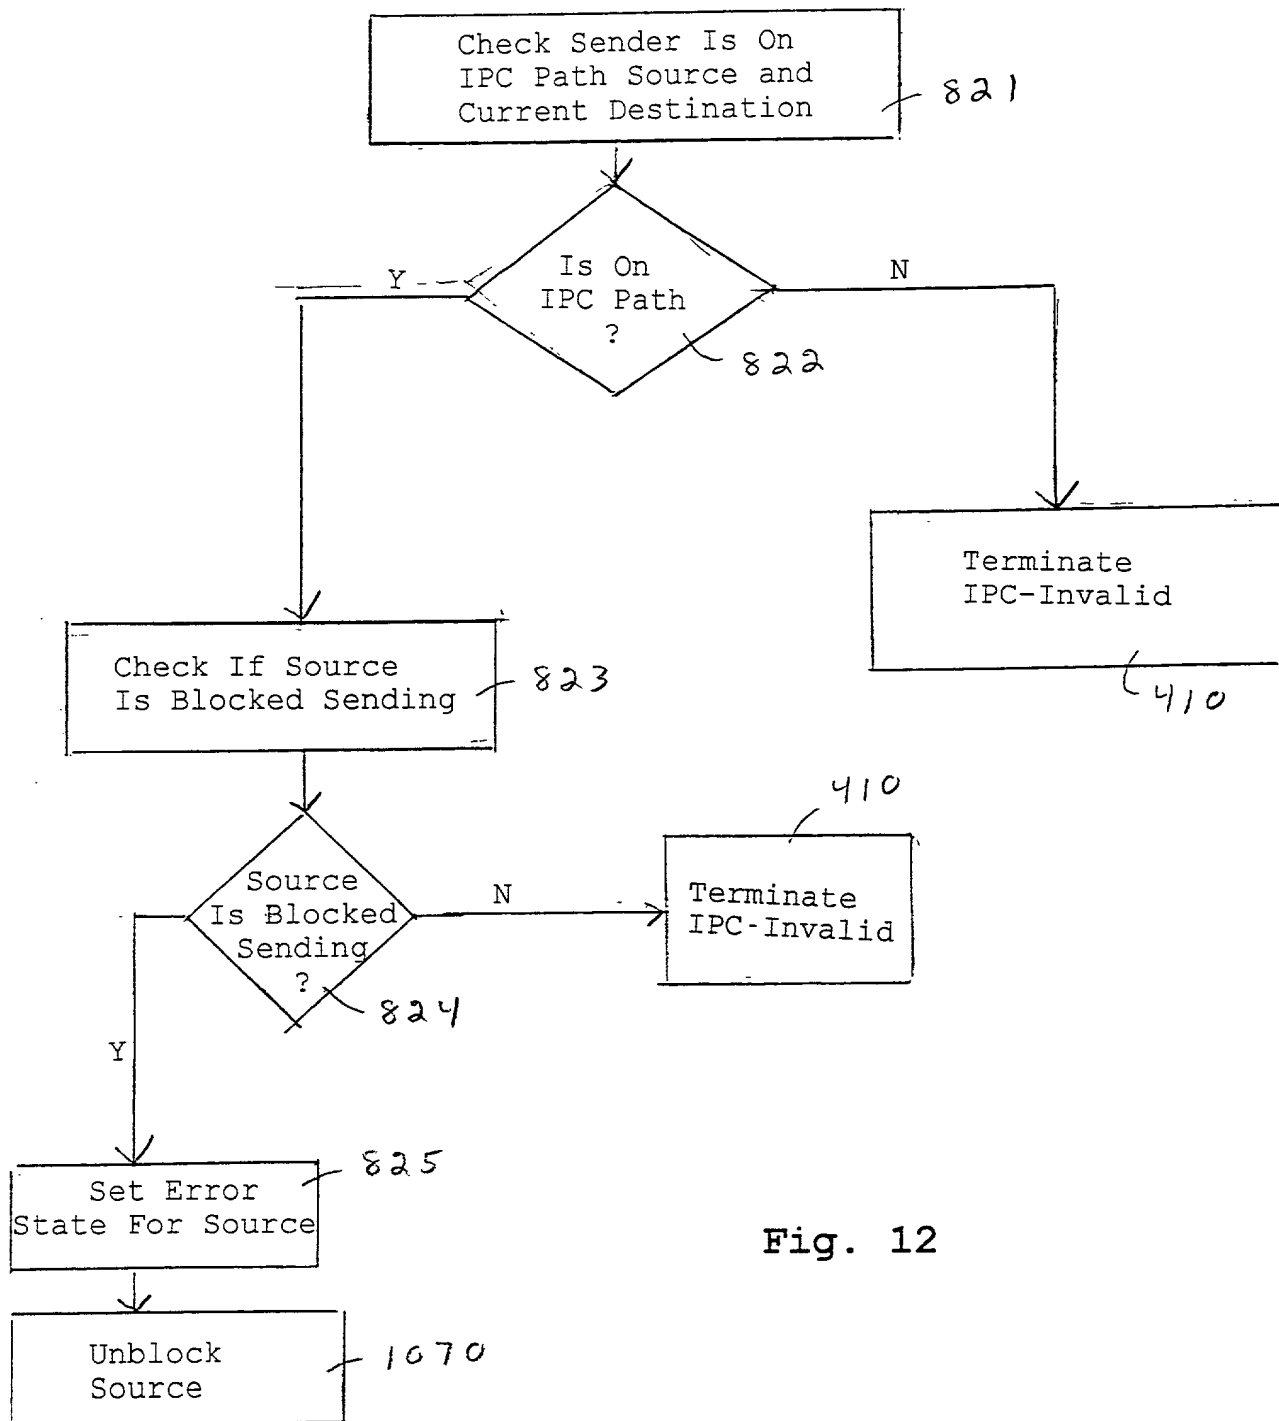 Check Sender Is On
IPC Path Source and
Current Destination
821
Is On
IPC Path
?
822
Y
N
Terminate
IPC-Invalid
410
Check If Source
Is Blocked Sending
823
Source
Is Blocked
Sending
?
824
N
Terminate
IPC-Invalid
410
Y
Set Error
State For Source
825
Unblock
Source
1070
Fig. 12